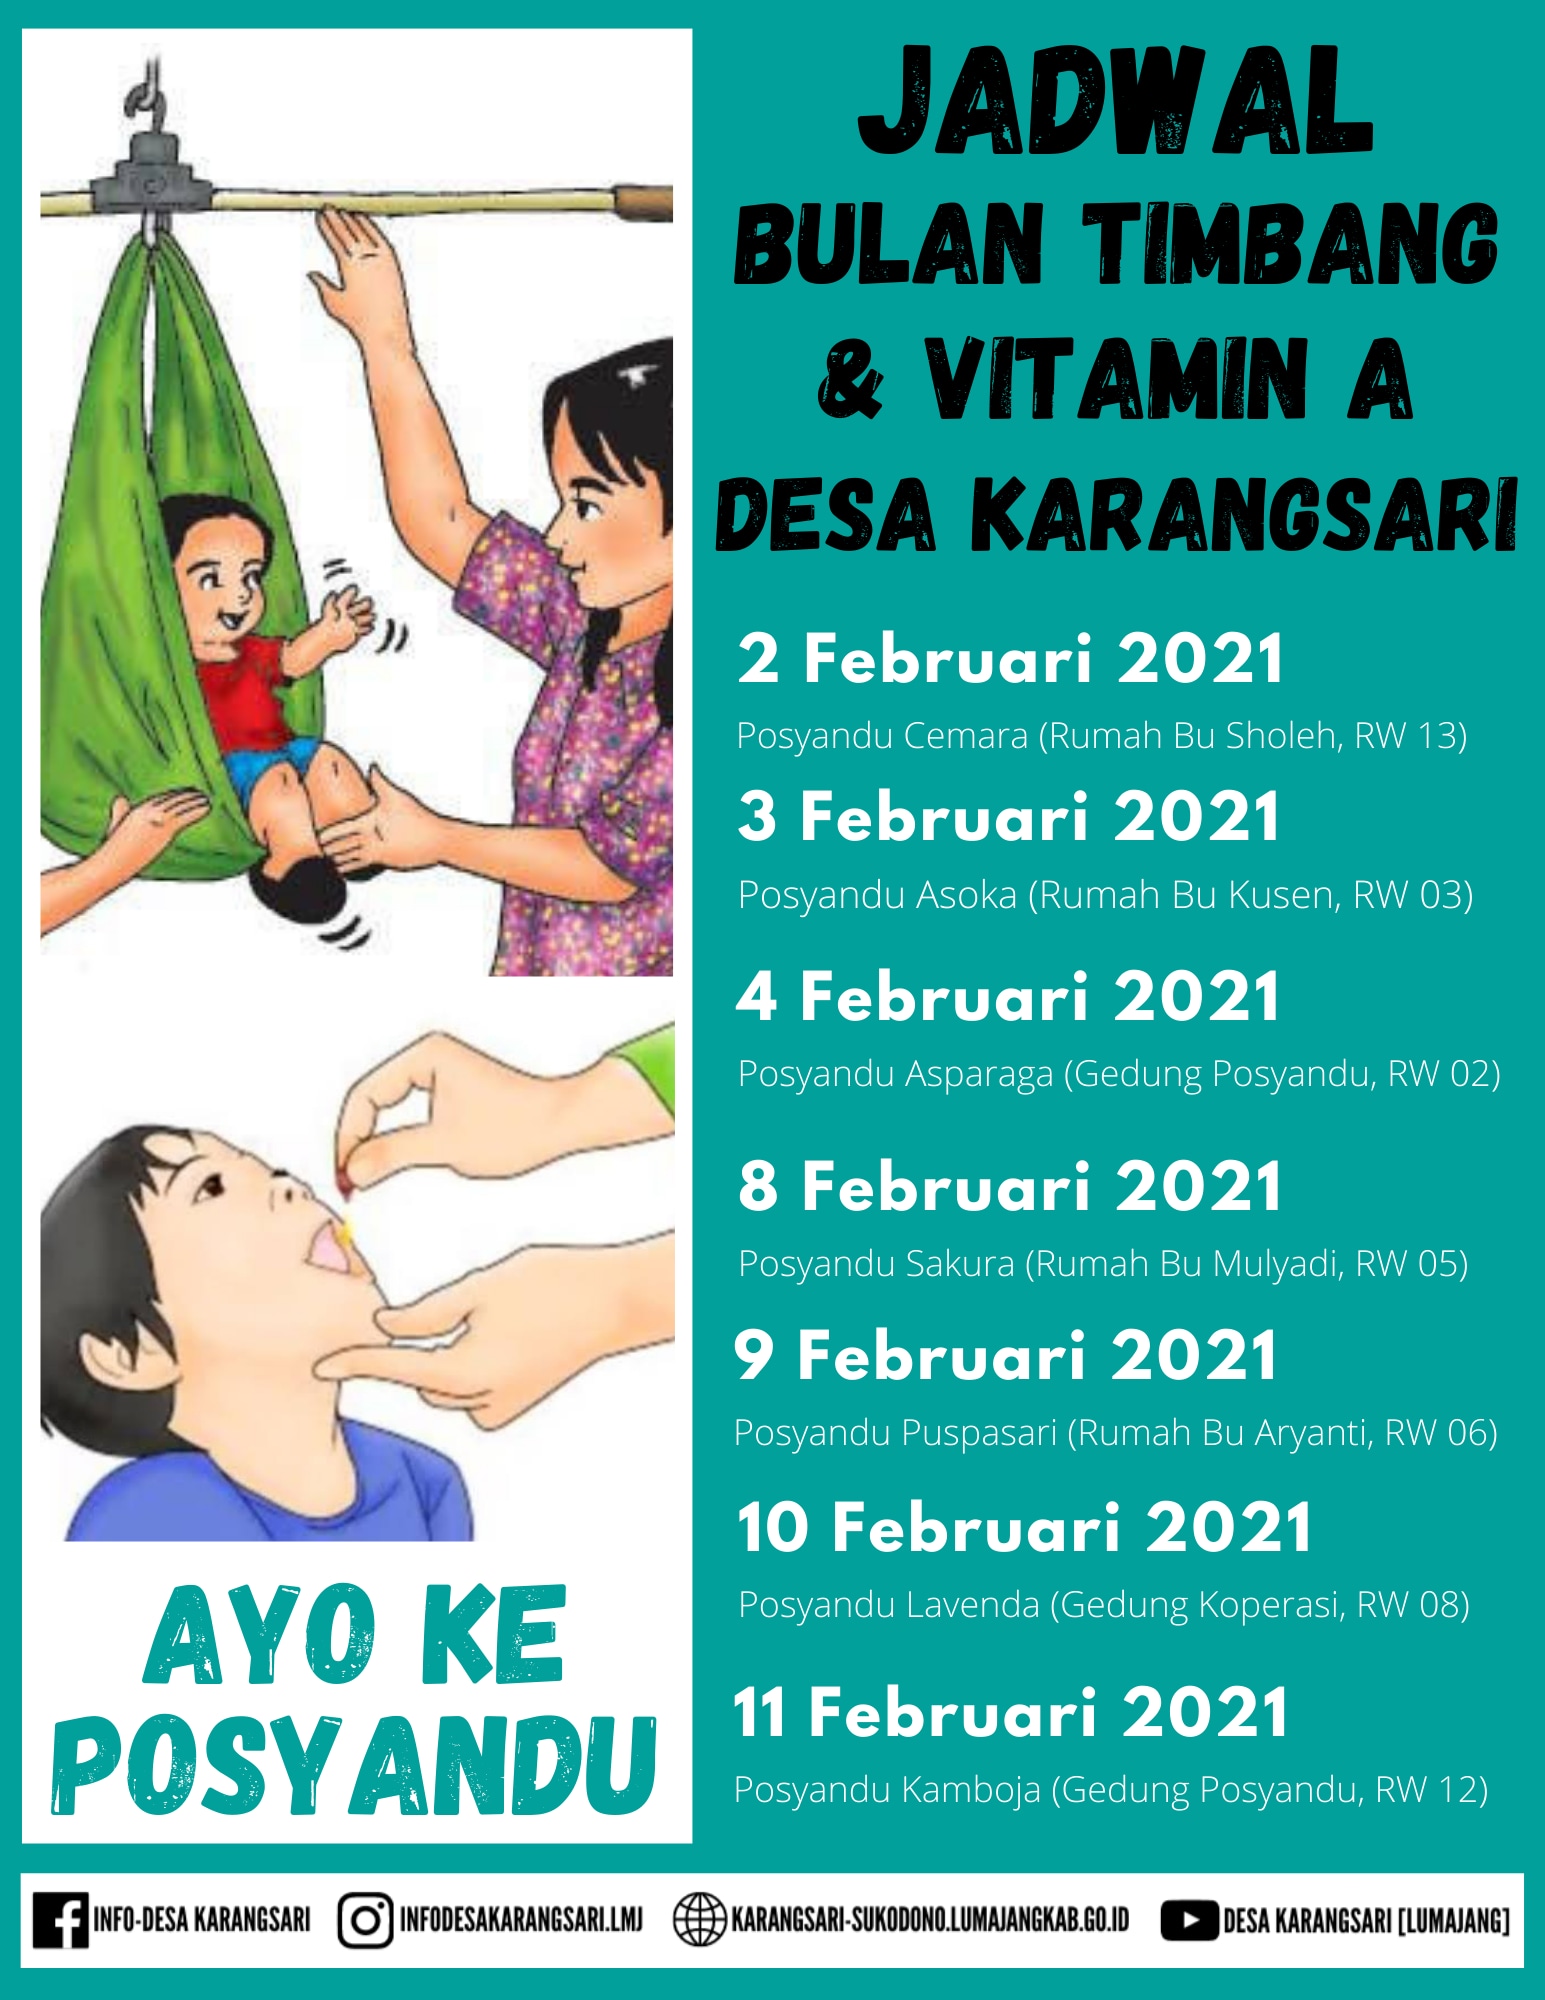 JADWAL
BULAN TIMBANG
& VITAMIN A
DESA KARANGSARI
2 Februari 2021
Posyandu Cemara (Rumah Bu Sholeh, RW 13)
3 Februari 2021
Posyandu Asoka (Rumah Bu Kusen, RW 03)
4 Februari 2021
Posyandu Asparaga (Gedung Posyandu, RW 02)
8 Februari 2021
Posyandu Sakura (Rumah Bu Mulyadi, RW 05)
9 Februari 2021
Posyandu Puspasari (Rumah Bu Aryanti, RW 06)
10 Februari 2021
Posyandu Lavenda (Gedung Koperasi, RW 08)
11 Februari 2021
Posyandu Kamboja (Gedung Posyandu, RW 12)
AYO KE
POSYANDU
INFO-DESA KARANGSARI
INFODESAKARANGSARI.LMJ
KARANGSARI-SUKODONO.LUMAJANGKAB.GO.ID
DESA KARANGSARI [LUMAJANG]